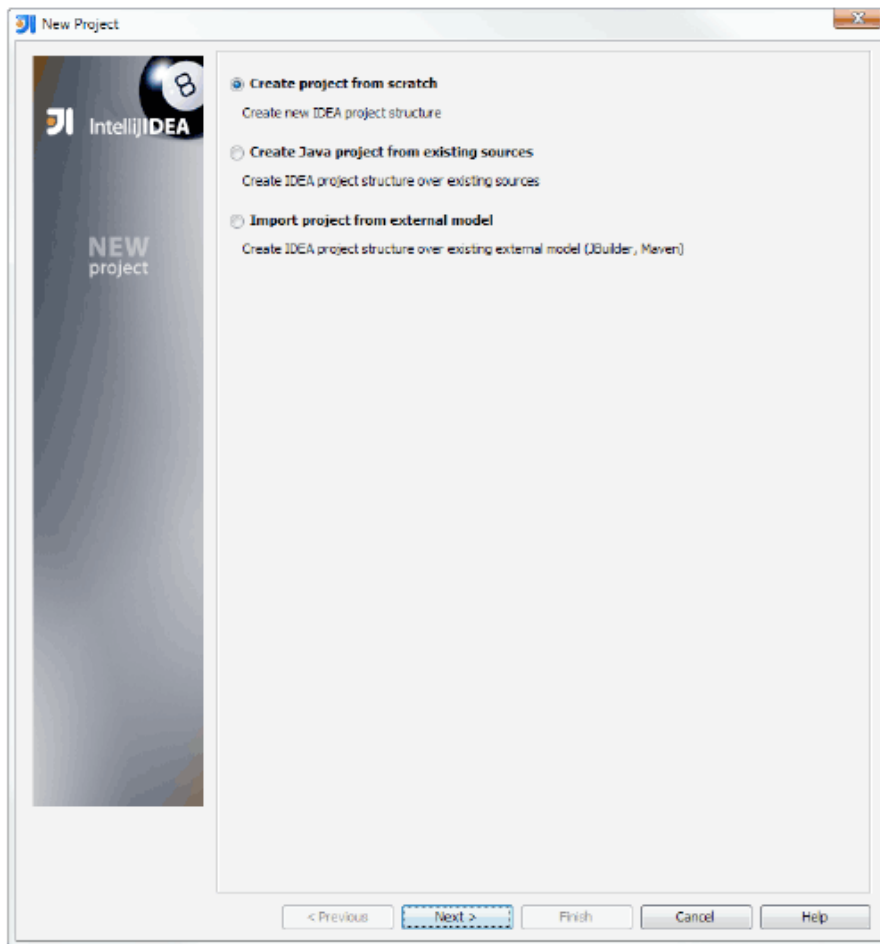 New Project
8
IntelliJIDEA
NEW
project
Create project from scratch
Create new IDEA project structure
Create Java project from existing sources
Create IDEA project structure over existing sources
Import project from external model
Create IDEA project structure over existing external model (JBuilder, Maven)
< Previous
Next >
Finish
Cancel
Help